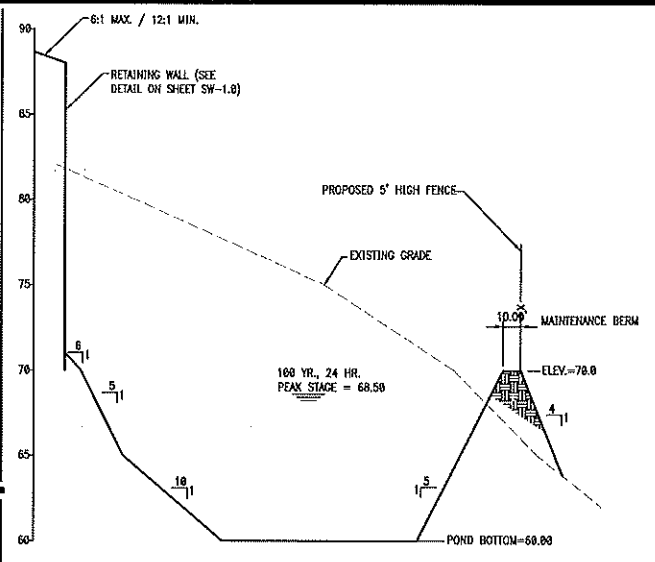 90
6:1 MAX. / 12:1 MIN.
RETAINING WALL (SEE
DETAIL ON SHEET SW-1.0)
85
80
PROPOSED 5' HIGH FENCE
EXISTING GRADE
75
X
10.00'
MAINTENANCE BERM
6
1
70
100 YR., 24 HR.
PEAK STAGE = 68.50
ELEV.=70.0
5
1
4
1
65
10
1
5
1
60
POND BOTTOM=60.00